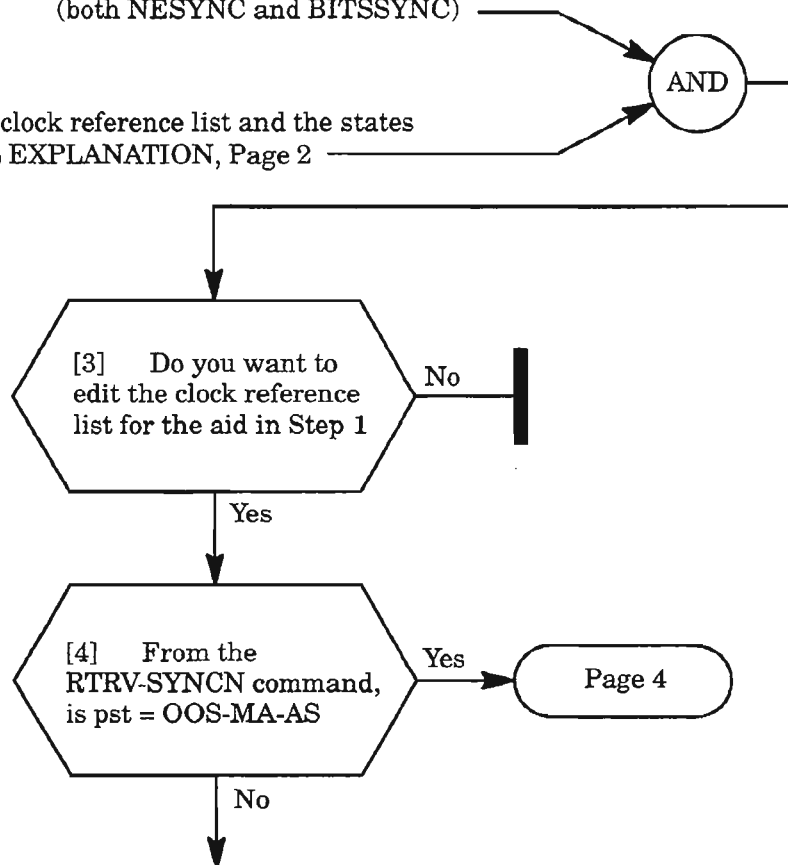 (both NESYNC and BITSSYNC)
AND
clock reference list and the states
EXPLANATION, Page 2
[3] Do you want to
edit the clock reference
list for the aid in Step 1
No
Yes
[4] From the
RTRV-SYNCN command,
is pst = OOS-MA-AS
Yes
Page 4
No